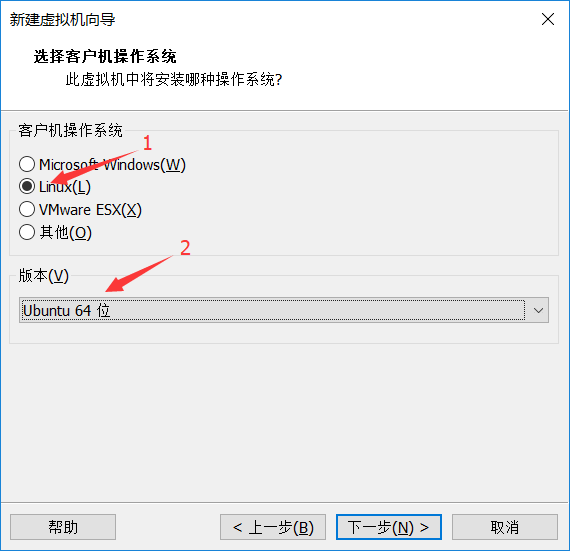 新建虚拟机向导
选择客户机操作系统
此虚拟机中将安装哪种操作系统?
客户机操作系统
1
Microsoft Windows(W)
Linux(L)
VMware ESX(X)
其他(O)
2
版本(V)
Ubuntu 64 位
帮助
< 上一步(B)
下一步(N) >
取消